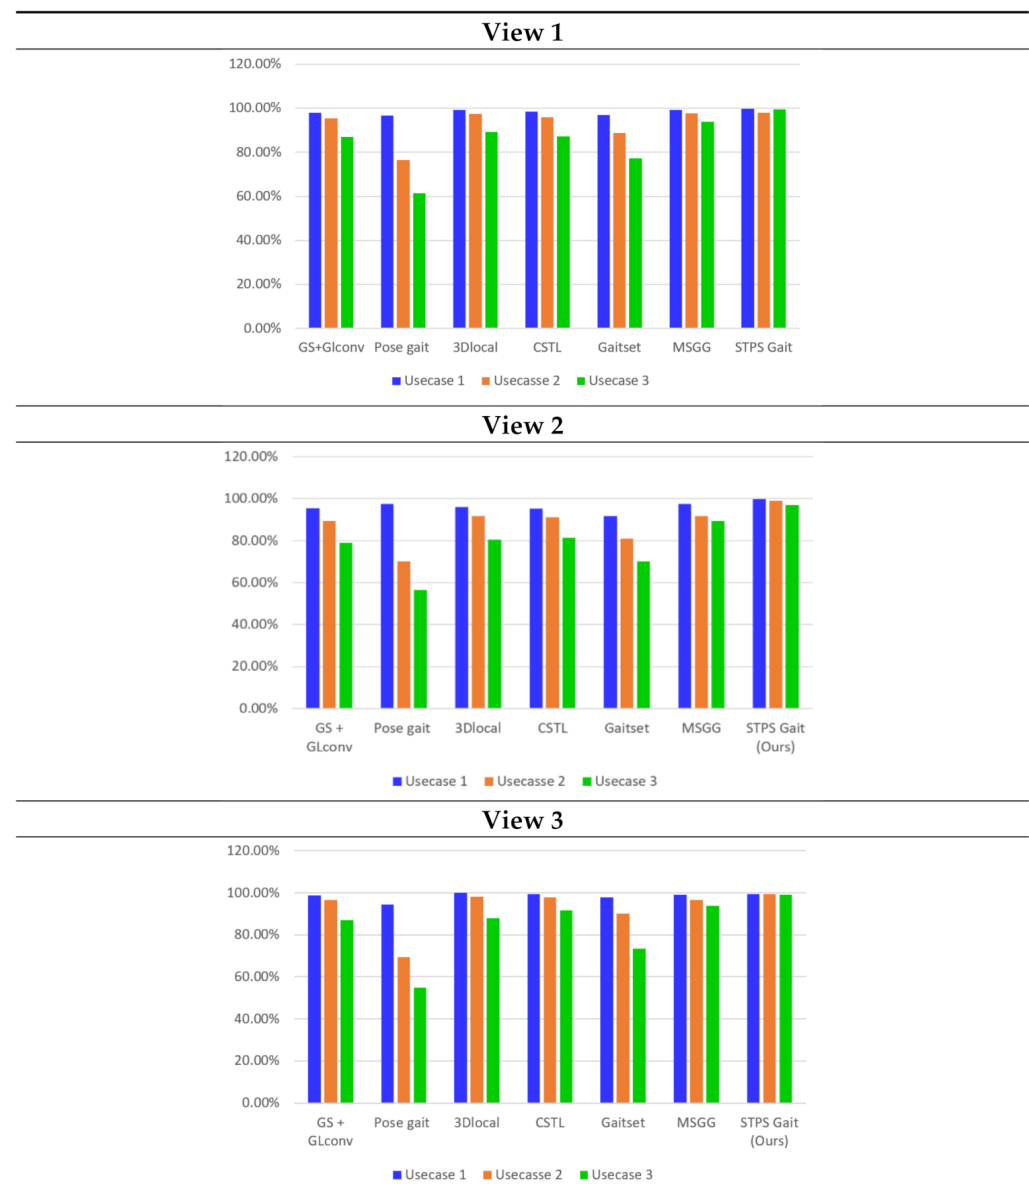 View 1
120.00%
100.00%
80.00%
60.00%
40.00%
20.00%
0.00%
GS+Glconv Pose gait 3Dlocal CSTL Gaitset MSGG STPS Gait
Usecase 1 Usecasse 2 Usecase 3
View 2
120.00%
100.00%
80.00%
60.00%
40.00%
20.00%
0.00%
GS + Pose gait 3Dlocal CSTL Gaitset MSGG STPS Gait
GLconv (Ours)
Usecase 1 Usecasse 2 Usecase 3
View 3
120.00%
100.00%
80.00%
60.00%
40.00%
20.00%
0.00%
GS + Pose gait 3Dlocal CSTL Gaitset MSGG STPS Gait
GLconv (Ours)
Usecase 1 Usecasse 2 Usecase 3